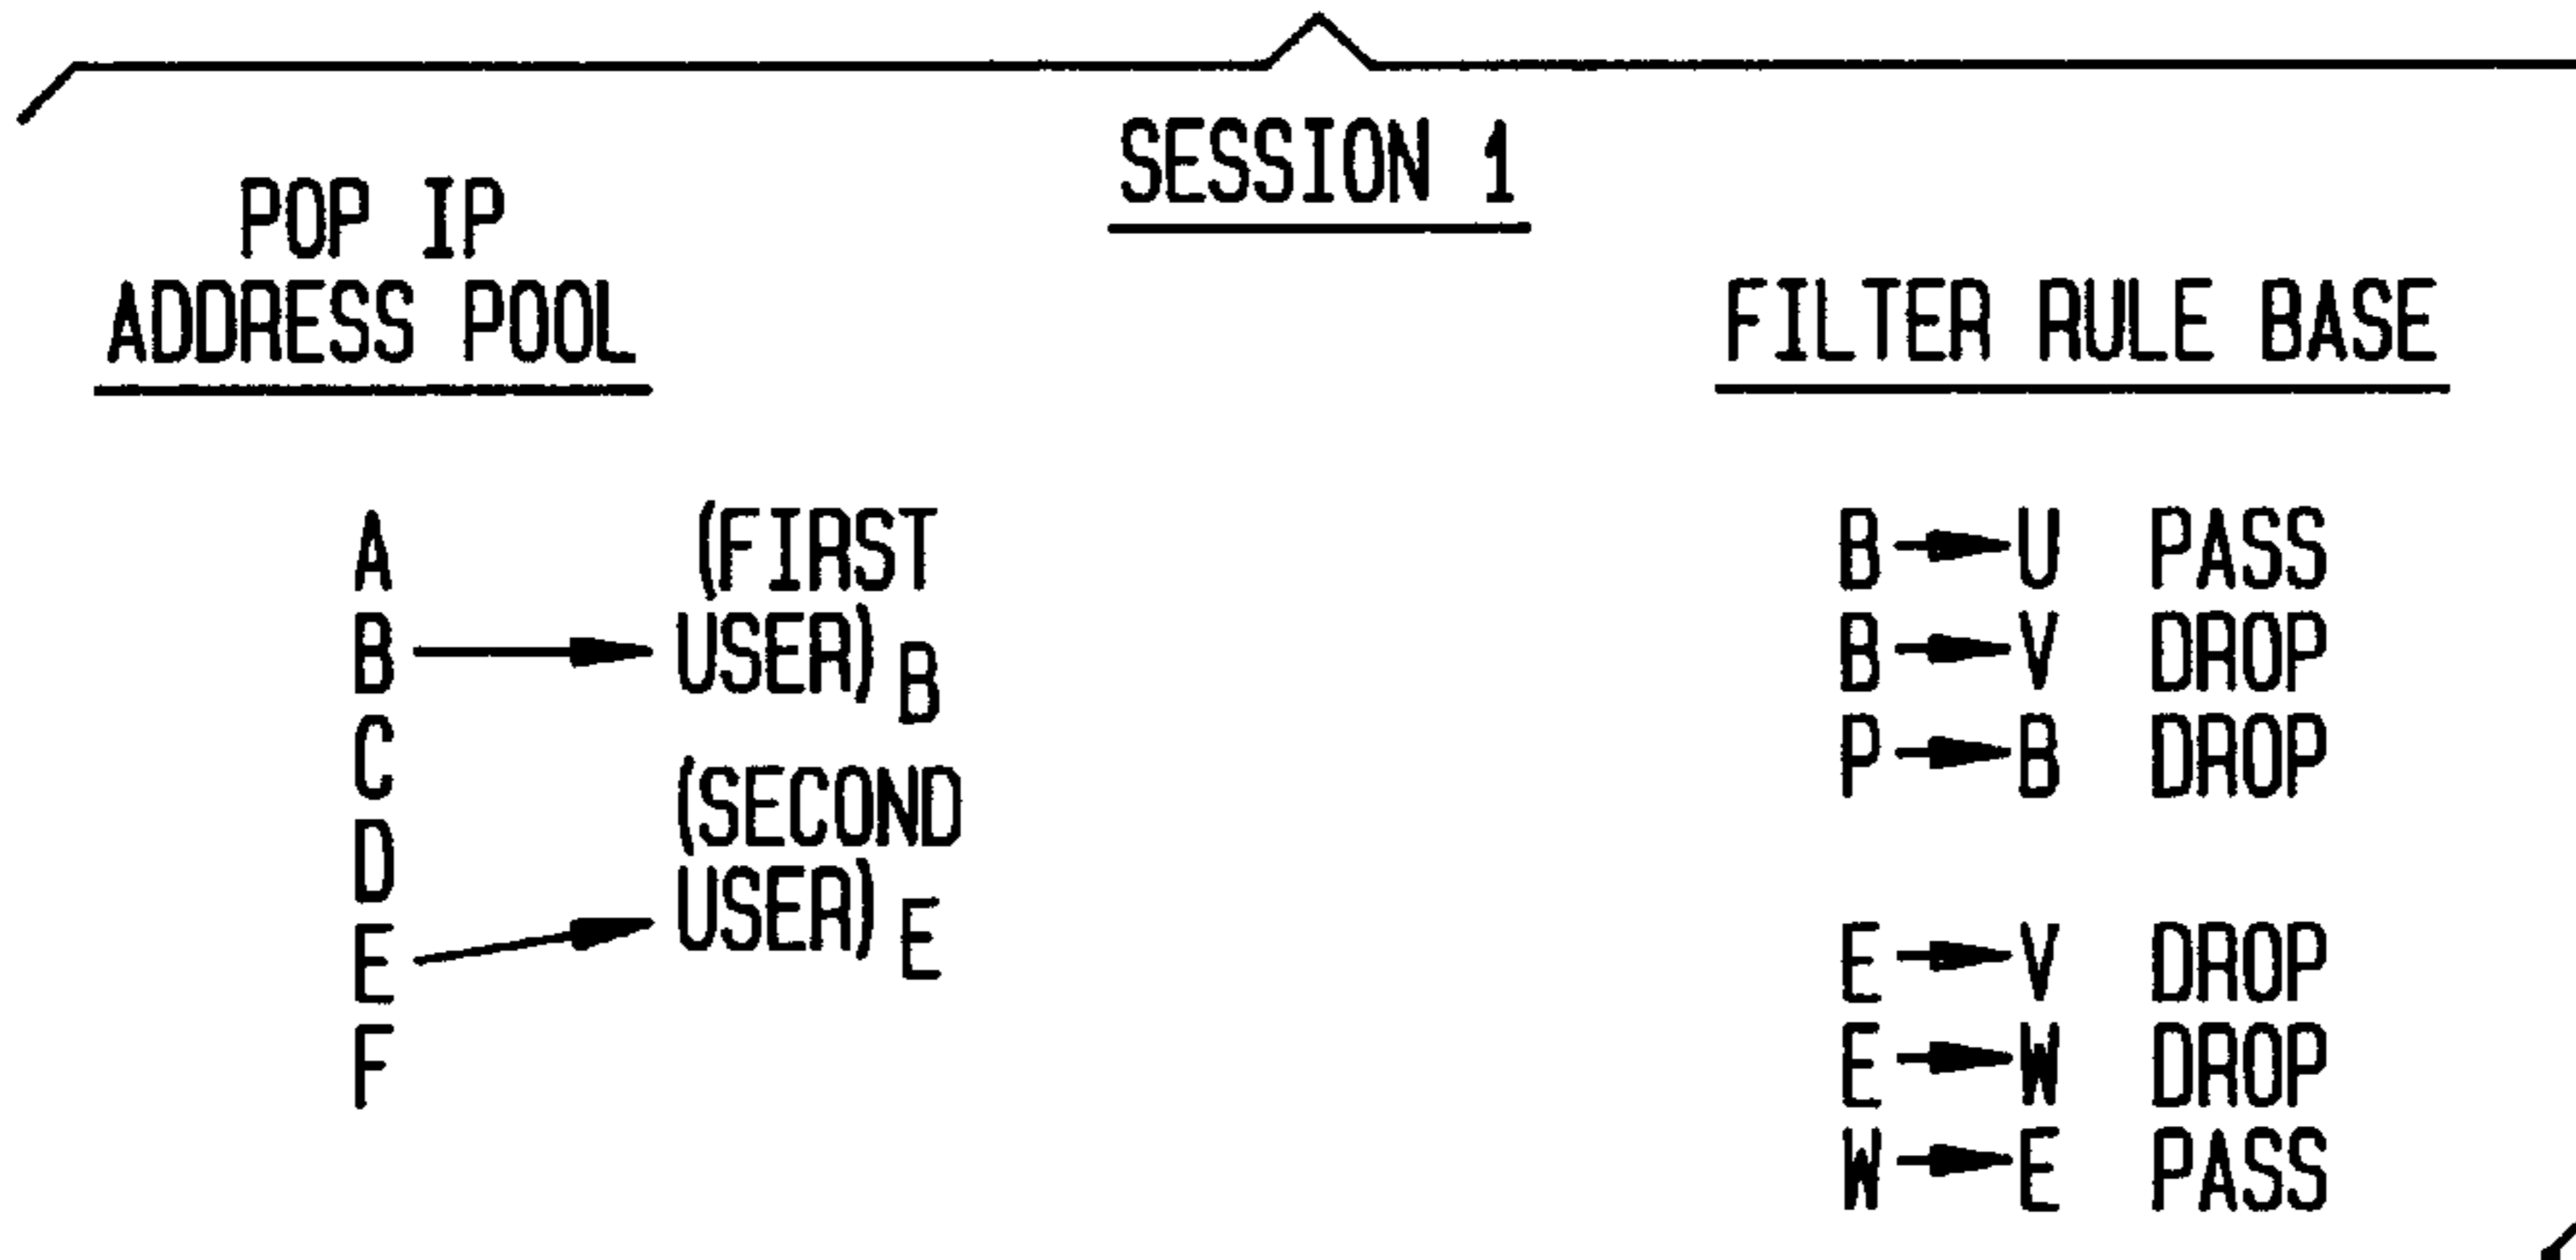 SESSION 1
POP IP
ADDRESS POOL
A
B
C
D
E
F
(FIRST
USER) B
(SECOND
USER) E
FILTER RULE BASE
B → U PASS
B → V DROP
P → B DROP
E → V DROP
E → W DROP
W → E PASS